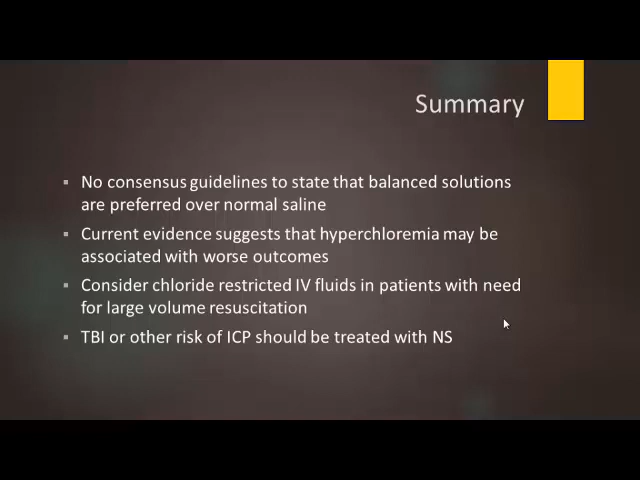 Summary
▪ No consensus guidelines to state that balanced solutions
are preferred over normal saline
▪ Current evidence suggests that hyperchloremia may be
associated with worse outcomes
▪ Consider chloride restricted IV fluids in patients with need
for large volume resuscitation
▪ TBI or other risk of ICP should be treated with NS